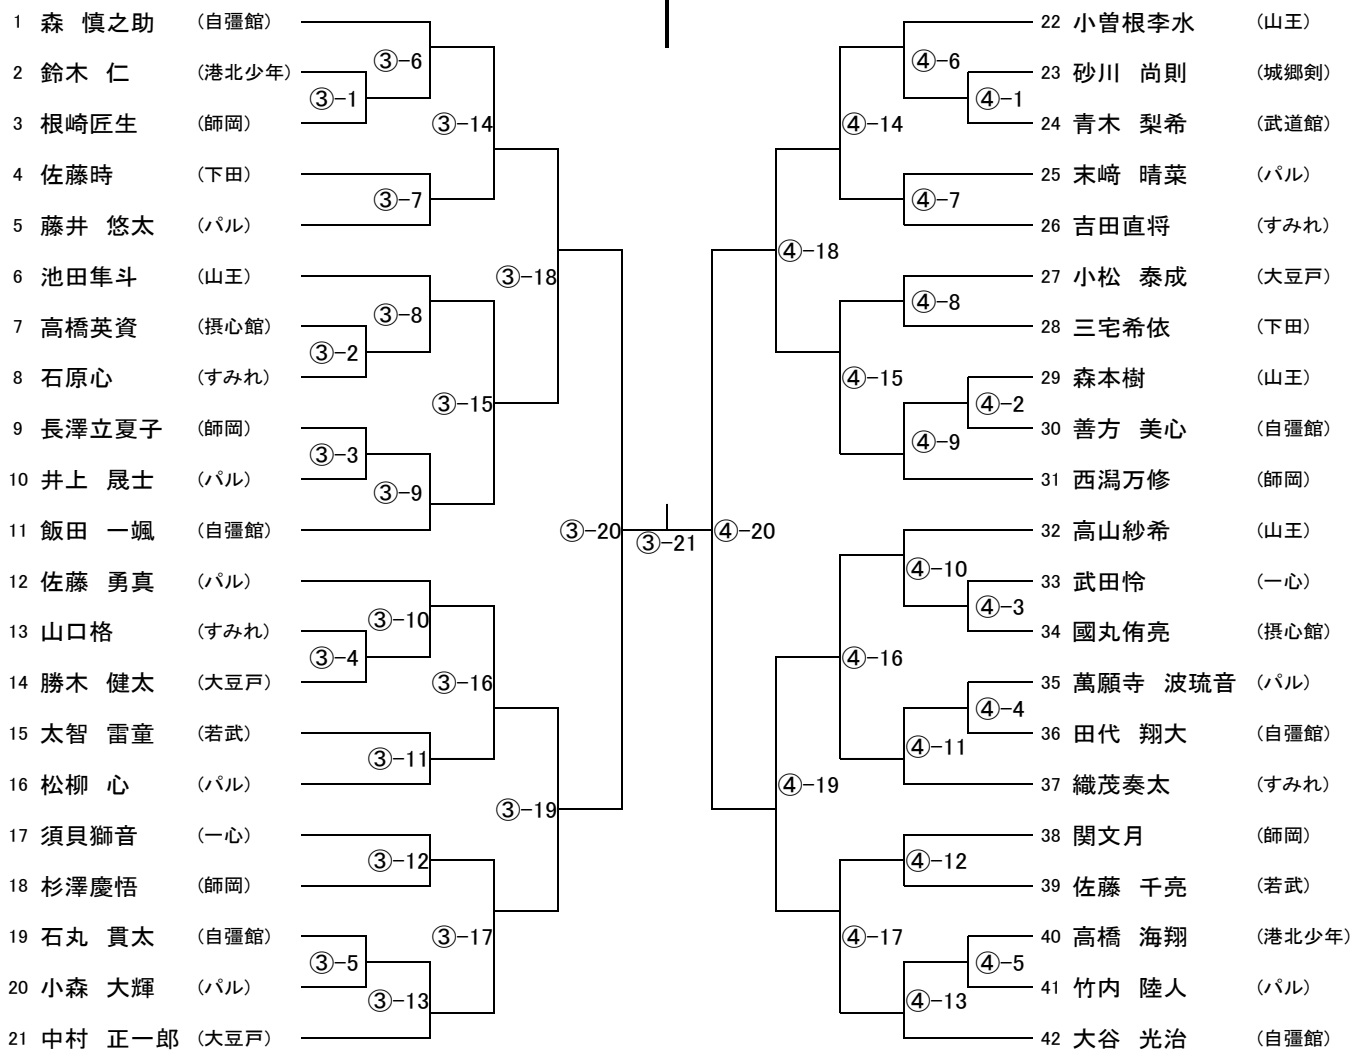 1 森 慎之助 (自彊館)
2 鈴木 仁 (港北少年)
3 根崎匠生 (師岡)
4 佐藤時 (下田)
5 藤井 悠太 (パル)
6 池田隼斗 (山王)
7 高橋英資 (摂心館)
8 石原心 (すみれ)
9 長澤立夏子 (師岡)
10 井上 晟士 (パル)
11 飯田 一颯 (自彊館)
12 佐藤 勇真 (パル)
13 山口格 (すみれ)
14 勝木 健太 (大豆戸)
15 太智 雷童 (若武)
16 松柳 心 (パル)
17 須貝獅音 (一心)
18 杉澤慶悟 (師岡)
19 石丸 貫太 (自彊館)
20 小森 大輝 (パル)
21 中村 正一郎 (大豆戸)
③-1
③-2
③-3
③-4
③-5
③-6
③-7
③-8
③-9
③-10
③-11
③-12
③-13
③-14
③-15
③-16
③-17
③-18
③-19
③-20
③-21
④-20
④-18
④-19
④-14
④-15
④-16
④-17
④-6
④-7
④-8
④-9
④-10
④-11
④-12
④-13
④-1
④-2
④-3
④-4
④-5
22 小曽根李水 (山王)
23 砂川 尚則 (城郷剣)
24 青木 梨希 (武道館)
25 末﨑 晴菜 (パル)
26 吉田直将 (すみれ)
27 小松 泰成 (大豆戸)
28 三宅希依 (下田)
29 森本樹 (山王)
30 善方 美心 (自彊館)
31 西潟万修 (師岡)
32 高山紗希 (山王)
33 武田怜 (一心)
34 國丸侑亮 (摂心館)
35 萬願寺 波琉音 (パル)
36 田代 翔大 (自彊館)
37 織茂奏太 (すみれ)
38 関文月 (師岡)
39 佐藤 千亮 (若武)
40 高橋 海翔 (港北少年)
41 竹内 陸人 (パル)
42 大谷 光治 (自彊館)